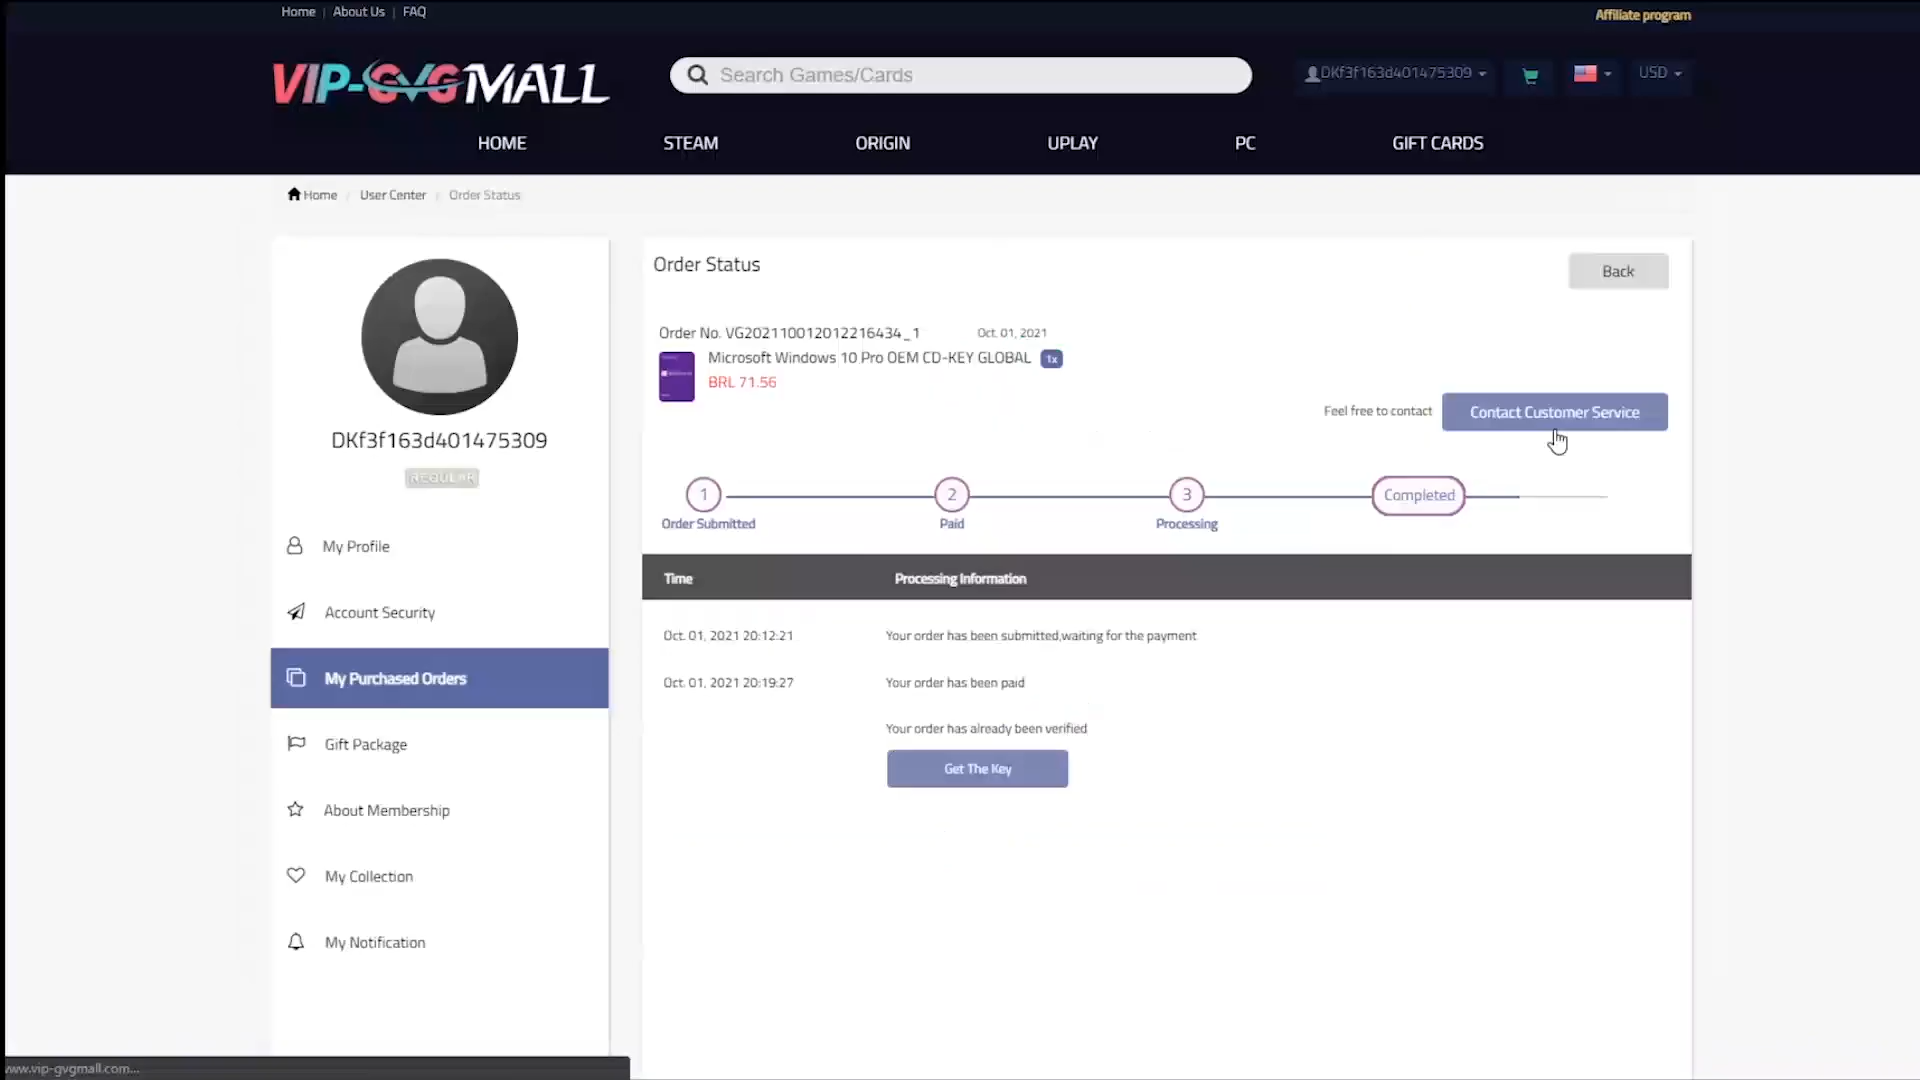 Home | About Us | FAQ
Affiliate program
VIP-GVGMALL
Search Games/Cards
DKf3f163d401475309
USD
HOME
STEAM
ORIGIN
UPLAY
PC
GIFT CARDS
Home / User Center / Order Status
DKf3f163d401475309
REGULAR
My Profile
Account Security
My Purchased Orders
Gift Package
About Membership
My Collection
My Notification
Order Status
Back
Order No. VG202110012012216434_1
Oct. 01, 2021
Microsoft Windows 10 Pro OEM CD-KEY GLOBAL 1x
BRL 71.56
Feel free to contact
Contact Customer Service
1
2
3
Completed
Order Submitted
Paid
Processing
Time
Processing Information
Oct. 01, 2021 20:12:21
Your order has been submitted,waiting for the payment
Oct. 01, 2021 20:19:27
Your order has been paid
Your order has already been verified
Get The Key
www.vip-gvgmall.com...